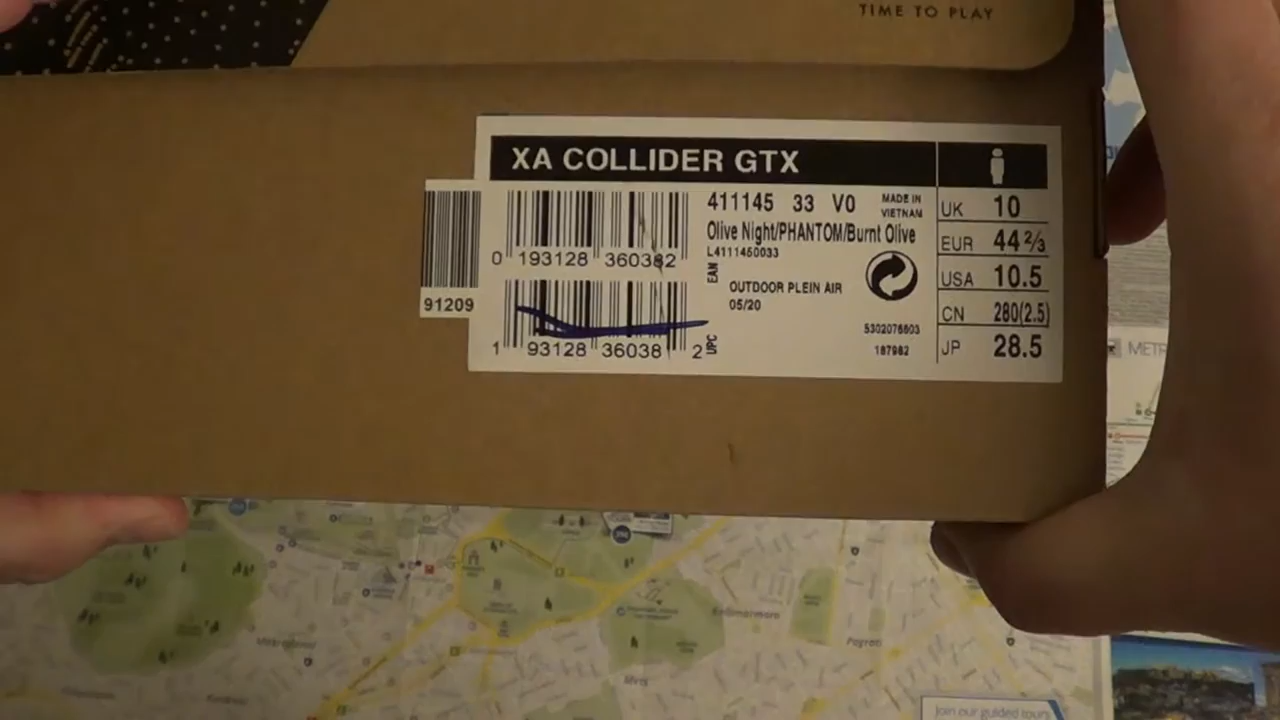 TIME TO PLAY
XA COLLIDER GTX
411145 33 V0
MADE IN
VIETNAM
Olive Night/PHANTOM/Burnt Olive
L4111450033
0 193128 360382
EAN
OUTDOOR PLEIN AIR
05/20
91209
1 93128 36038 2
UPC
5302076603
187982
UK 10
EUR 44 2/3
USA 10.5
CN 280(2.5)
JP 28.5
METR
Join our guided tours